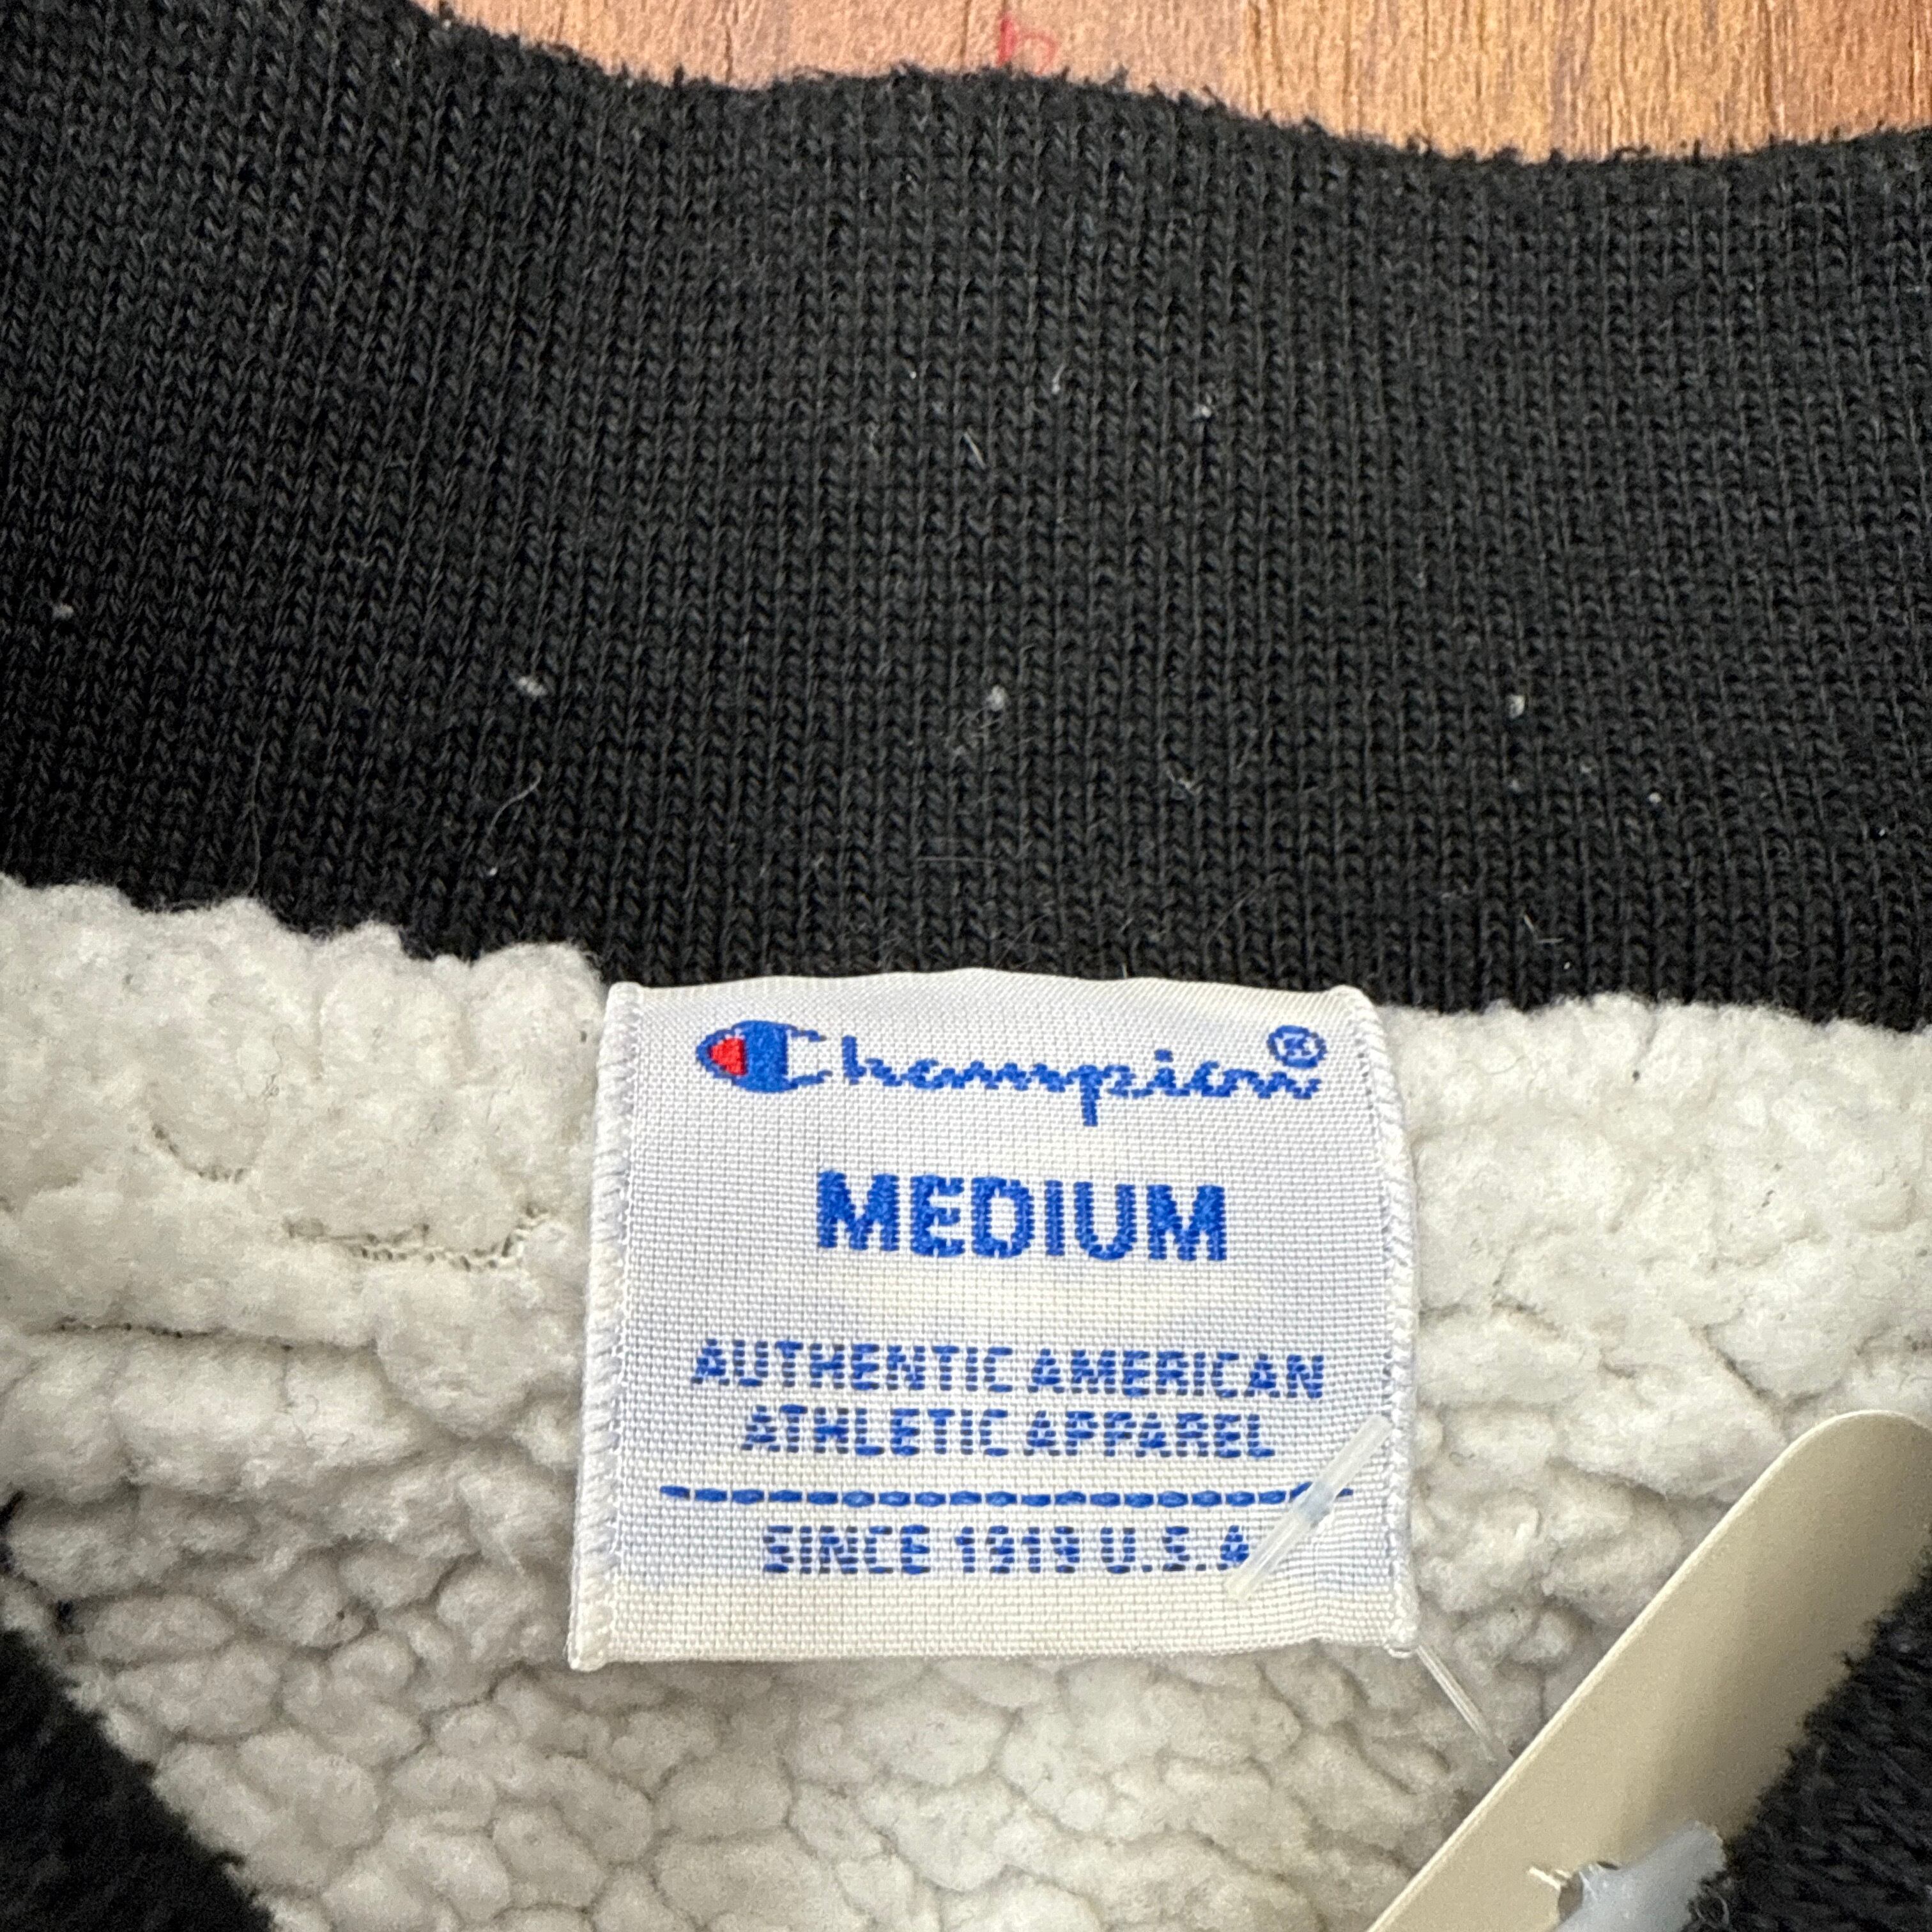 Champion®
MEDIUM
AUTHENTIC AMERICAN
ATHLETIC APPAREL
SINCE 1919 U.S.A